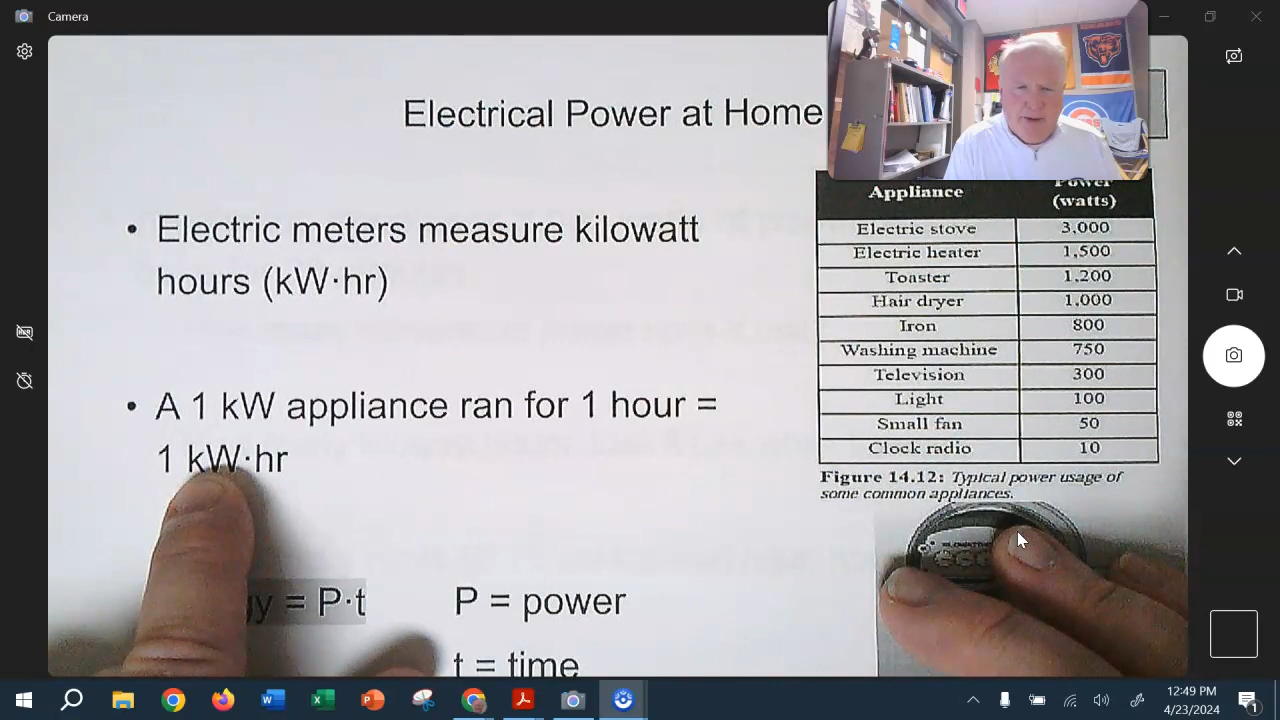 Camera
Electrical Power at Home
• Electric meters measure kilowatt
hours (kW·hr)
• A 1 kW appliance ran for 1 hour =
1 kW·hr
= P·t
P = power
t = time
Appliance Power (watts)
Electric stove 3,000
Electric heater 1,500
Toaster 1,200
Hair dryer 1,000
Iron 800
Washing machine 750
Television 300
Light 100
Small fan 50
Clock radio 10
Figure 14.12: Typical power usage of
some common appliances.
BEARS
12:49 PM
4/23/2024
1